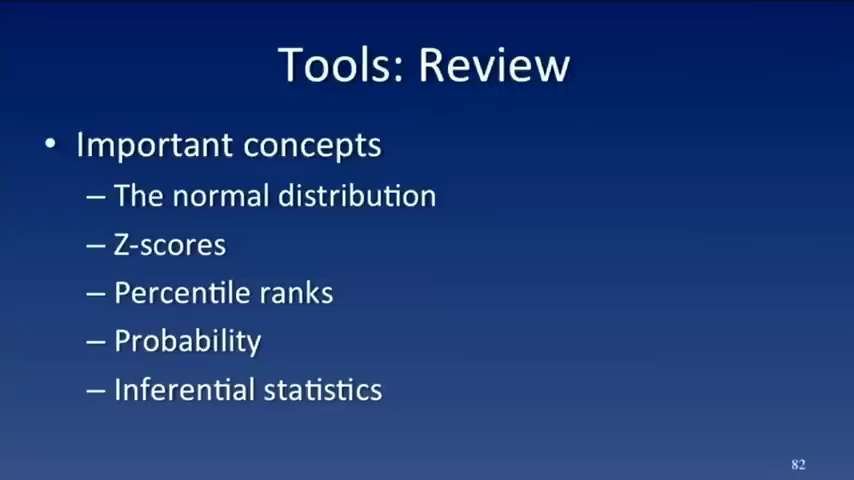 Tools: Review
• Important concepts
– The normal distribution
– Z-scores
– Percentile ranks
– Probability
– Inferential statistics
82